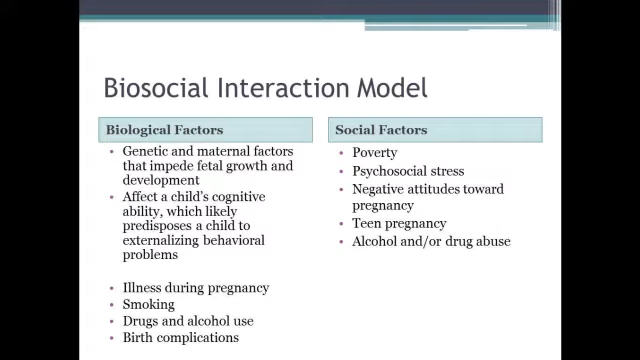 Biosocial Interaction Model
Biological Factors
• Genetic and maternal factors
that impede fetal growth and
development
• Affect a child's cognitive
ability, which likely
predisposes a child to
externalizing behavioral
problems
• Illness during pregnancy
• Smoking
• Drugs and alcohol use
• Birth complications
Social Factors
• Poverty
• Psychosocial stress
• Negative attitudes toward
pregnancy
• Teen pregnancy
• Alcohol and/or drug abuse